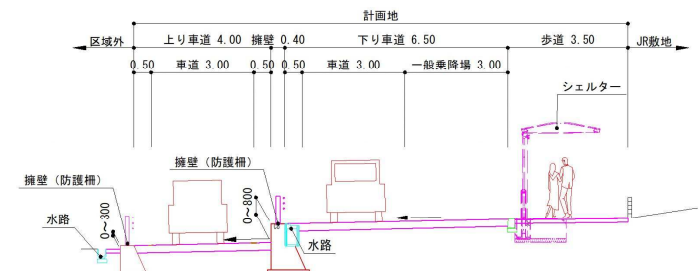 計画地
区域外
上り車道 4.00
擁壁 0.40
下り車道 6.50
歩道 3.50
JR敷地
0.50
車道 3.00
0.50
0.50
車道 3.00
一般乗降場 3.00
シェルター
擁壁（防護柵）
擁壁（防護柵）
0～800
0～300
水路
水路